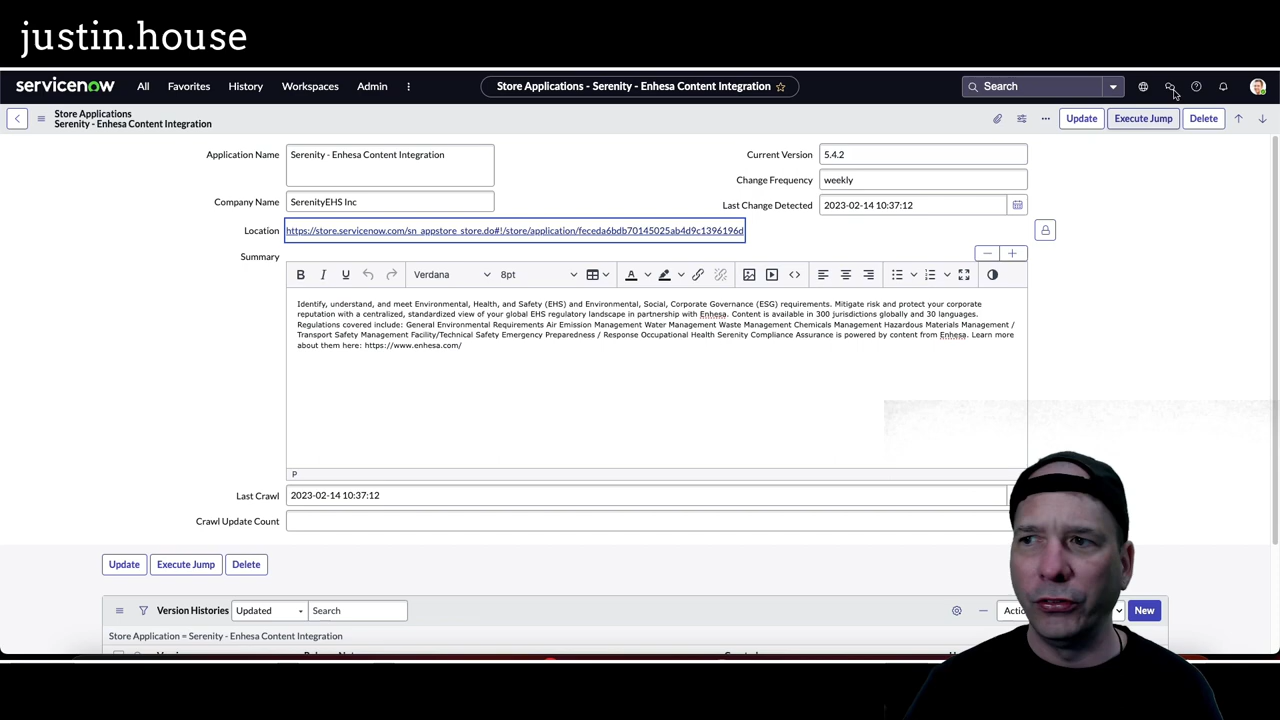 justin.house
servicenow All Favorites History Workspaces Admin Store Applications - Serenity - Enhesa Content Integration Search
Store Applications
Serenity - Enhesa Content Integration
Update Execute Jump Delete
Application Name Serenity - Enhesa Content Integration
Current Version 5.4.2
Change Frequency weekly
Company Name SerenityEHS Inc
Last Change Detected 2023-02-14 10:37:12
Location https://store.servicenow.com/sn_appstore_store.do#!/store/application/feceda6bdb70145025ab4d9c1396196d
Summary
B I U Verdana 8pt A
Identify, understand, and meet Environmental, Health, and Safety (EHS) and Environmental, Social, Corporate Governance (ESG) requirements. Mitigate risk and protect your corporate
reputation with a centralized, standardized view of your global EHS regulatory landscape in partnership with Enhesa. Content is available in 300 jurisdictions globally and 30 languages.
Regulations covered include: General Environmental Requirements Air Emission Management Water Management Waste Management Chemicals Management Hazardous Materials Management /
Transport Safety Management Facility/Technical Safety Emergency Preparedness / Response Occupational Health Serenity Compliance Assurance is powered by content from Enhesa. Learn more
about them here: https://www.enhesa.com/
P
Last Crawl 2023-02-14 10:37:12
Crawl Update Count
Update Execute Jump Delete
Version Histories Updated Search New
Store Application = Serenity - Enhesa Content Integration